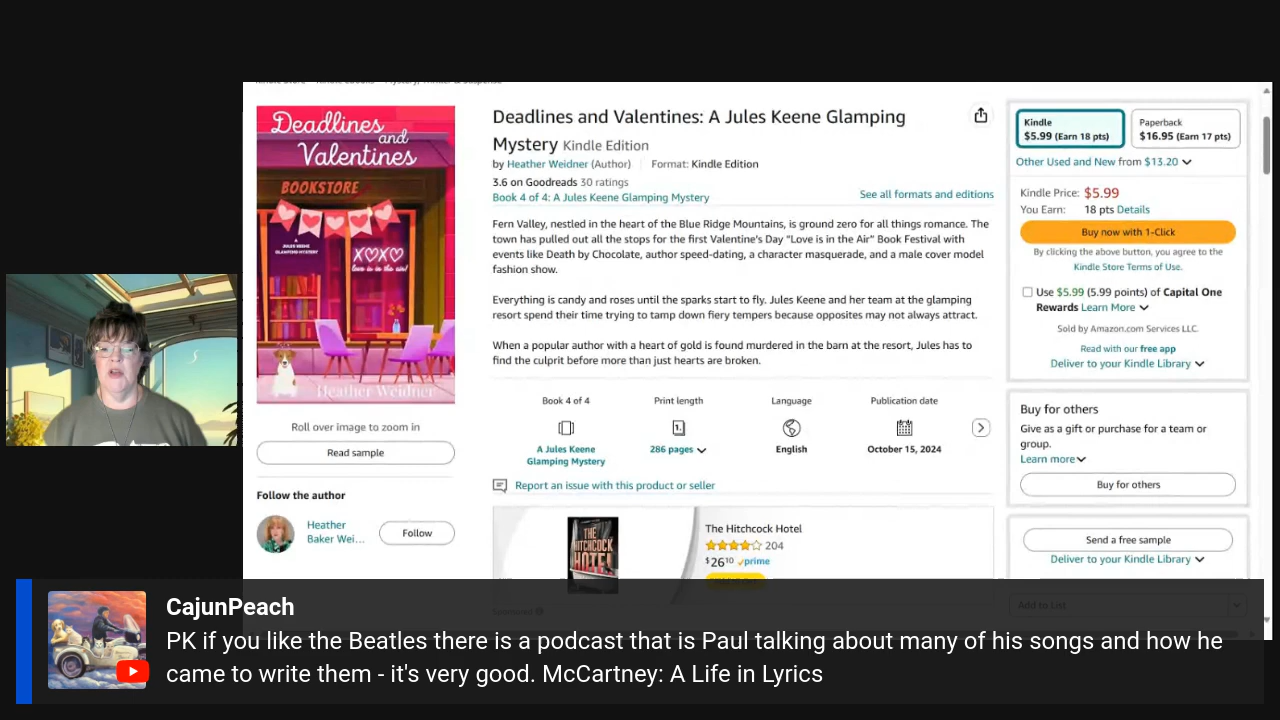 Deadlines
and
Valentines
BOOKSTORE
A
JULES KEENE
GLAMPING
MYSTERY
XOXO
love is in the air!
Heather Weidner
Roll over image to zoom in
Read sample
Follow the author
Heather
Baker Wei...
Follow
Deadlines and Valentines: A Jules Keene Glamping
Mystery Kindle Edition
by Heather Weidner (Author) Format: Kindle Edition
3.6 on Goodreads 30 ratings
Book 4 of 4: A Jules Keene Glamping Mystery
See all formats and editions
Fern Valley, nestled in the heart of the Blue Ridge Mountains, is ground zero for all things romance. The
town has pulled out all the stops for the first Valentine's Day "Love is in the Air" Book Festival with
events like Death by Chocolate, author speed-dating, a character masquerade, and a male cover model
fashion show.
Everything is candy and roses until the sparks start to fly. Jules Keene and her team at the glamping
resort spend their time trying to tamp down fiery tempers because opposites may not always attract.
When a popular author with a heart of gold is found murdered in the barn at the resort, Jules has to
find the culprit before more than just hearts are broken.
Book 4 of 4
A Jules Keene
Glamping Mystery
Print length
1.
286 pages
Language
English
Publication date
October 15, 2024
Report an issue with this product or seller
THE
HITCHCOCK
HOTEL
The Hitchcock Hotel
204
$2610 prime
Kindle
$5.99 (Earn 18 pts)
Paperback
$16.95 (Earn 17 pts)
Other Used and New from $13.20
Kindle Price: $5.99
You Earn: 18 pts Details
Buy now with 1-Click
By clicking the above button, you agree to the
Kindle Store Terms of Use.
Use $5.99 (5.99 points) of Capital One
Rewards Learn More
Sold by Amazon.com Services LLC.
Read with our free app
Deliver to your Kindle Library
Buy for others
Give as a gift or purchase for a team or
group.
Learn more
Buy for others
Send a free sample
Deliver to your Kindle Library
Add to List
CajunPeach
PK if you like the Beatles there is a podcast that is Paul talking about many of his songs and how he
came to write them - it's very good. McCartney: A Life in Lyrics